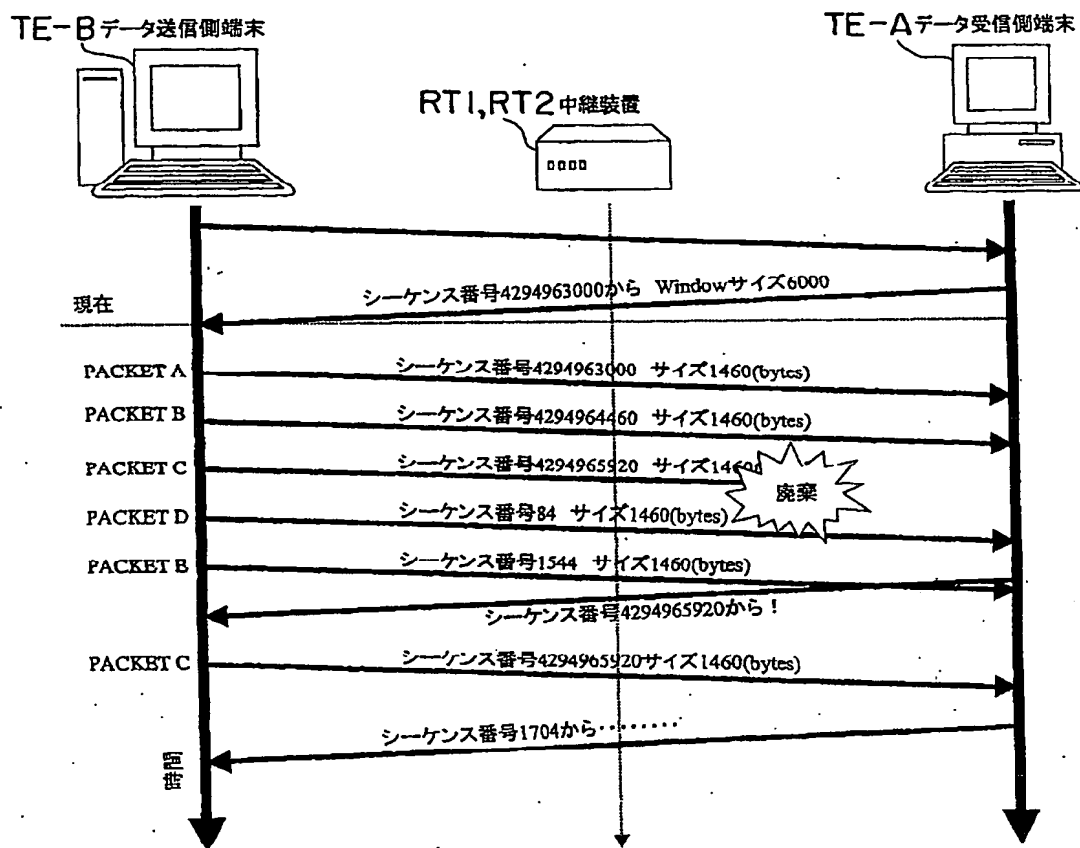 TE-Bデータ送信側端末
TE-Aデータ受信側端末
RT1,RT2中継装置
シーケンス番号4294963000から Windowサイズ6000
現在
PACKET A
シーケンス番号4294963000 サイズ1460(bytes)
PACKET B
シーケンス番号4294964460 サイズ1460(bytes)
PACKET C
シーケンス番号4294965920 サイズ1460
廃棄
PACKET D
シーケンス番号84 サイズ1460(bytes)
PACKET E
シーケンス番号1544 サイズ1460(bytes)
シーケンス番号4294965920から!
PACKET C
シーケンス番号4294965920サイズ1460(bytes)
シーケンス番号1704から‥‥‥‥
時間